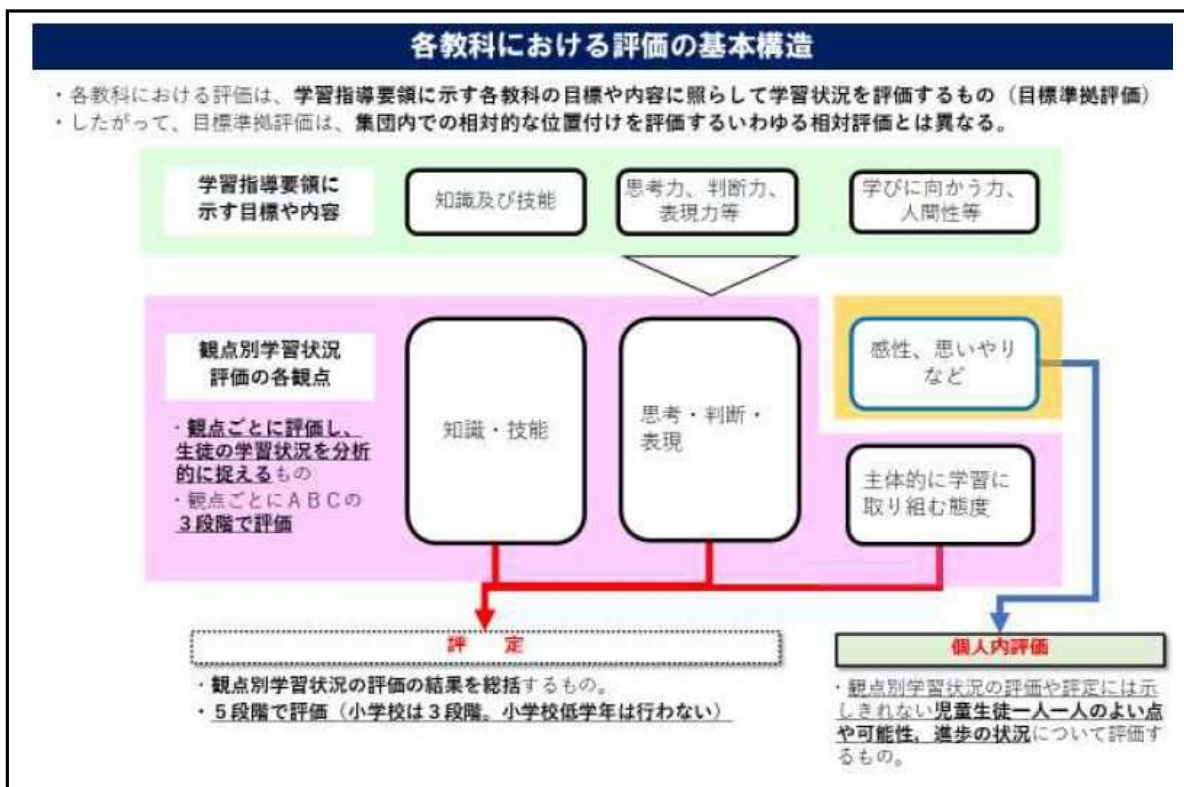 各教科における評価の基本構造
・各教科における評価は、学習指導要領に示す各教科の目標や内容に照らして学習状況を評価するもの（目標準拠評価）
・したがって、目標準拠評価は、集団内での相対的な位置付けを評価するいわゆる相対評価とは異なる。
学習指導要領に
示す目標や内容
知識及び技能
思考力、判断力、
表現力等
学びに向かう力、
人間性等
観点別学習状況
評価の各観点
・観点ごとに評価し、
生徒の学習状況を分析
的に捉えるもの
・観点ごとにＡＢＣの
３段階で評価
知識・技能
思考・判断・
表現
感性、思いやり
など
主体的に学習に
取り組む態度
評　定
・観点別学習状況の評価の結果を総括するもの。
・５段階で評価（小学校は３段階。小学校低学年は行わない）
個人内評価
・観点別学習状況の評価や評定には示
しきれない児童生徒一人一人のよい点
や可能性、進歩の状況について評価す
るもの。